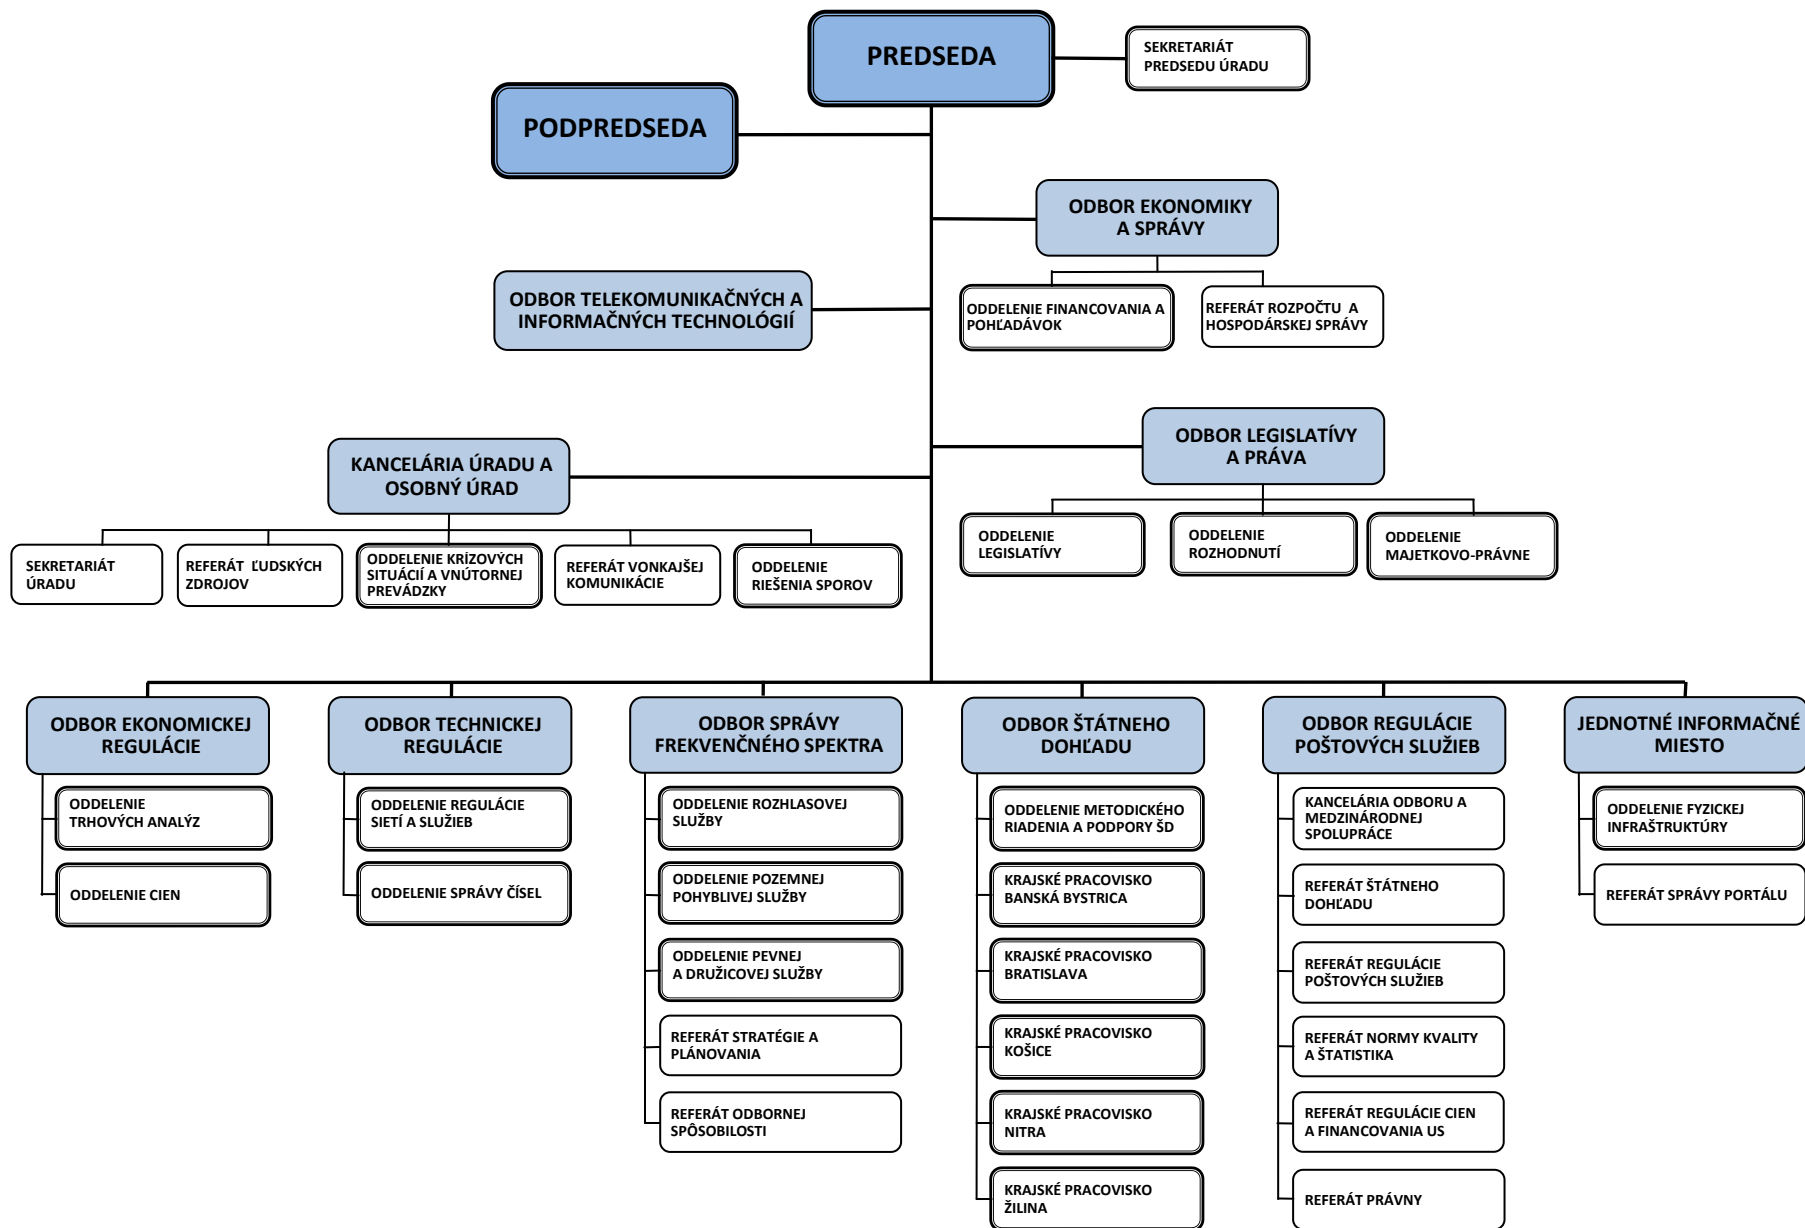 PREDSEDA
SEKRETARIÁT
PREDSEDU ÚRADU
PODPREDSEDA
ODBOR EKONOMIKY
A SPRÁVY
ODDELENIE FINANCOVANIA A
POHĽADÁVOK
REFERÁT ROZPOČTU  A
HOSPODÁRSKEJ SPRÁVY
ODBOR TELEKOMUNIKAČNÝCH A
INFORMAČNÝCH TECHNOLÓGIÍ
ODBOR LEGISLATÍVY
A PRÁVA
ODDELENIE
LEGISLATÍVY
ODDELENIE
ROZHODNUTÍ
ODDELENIE
MAJETKOVO-PRÁVNE
KANCELÁRIA ÚRADU A
OSOBNÝ ÚRAD
SEKRETARIÁT
ÚRADU
REFERÁT  ĽUDSKÝCH
ZDROJOV
ODDELENIE KRÍZOVÝCH
SITUÁCIÍ A VNÚTORNEJ
PREVÁDZKY
REFERÁT VONKAJŠEJ
KOMUNIKÁCIE
ODDELENIE
RIEŠENIA SPOROV
ODBOR EKONOMICKEJ
REGULÁCIE
ODDELENIE
TRHOVÝCH ANALÝZ
ODDELENIE CIEN
ODBOR TECHNICKEJ
REGULÁCIE
ODDELENIE REGULÁCIE
SIETÍ A SLUŽIEB
ODDELENIE SPRÁVY ČÍSEL
ODBOR SPRÁVY
FREKVENČNÉHO SPEKTRA
ODDELENIE ROZHLASOVEJ
SLUŽBY
ODDELENIE POZEMNEJ
POHYBLIVEJ SLUŽBY
ODDELENIE PEVNEJ
A DRUŽICOVEJ SLUŽBY
REFERÁT STRATÉGIE A
PLÁNOVANIA
REFERÁT ODBORNEJ
SPÔSOBILOSTI
ODBOR ŠTÁTNEHO
DOHĽADU
ODDELENIE METODICKÉHO
RIADENIA A PODPORY ŠD
KRAJSKÉ PRACOVISKO
BANSKÁ BYSTRICA
KRAJSKÉ PRACOVISKO
BRATISLAVA
KRAJSKÉ PRACOVISKO
KOŠICE
KRAJSKÉ PRACOVISKO
NITRA
KRAJSKÉ PRACOVISKO
ŽILINA
ODBOR REGULÁCIE
POŠTOVÝCH SLUŽIEB
KANCELÁRIA ODBORU A
MEDZINÁRODNEJ
SPOLUPRÁCE
REFERÁT ŠTÁTNEHO
DOHĽADU
REFERÁT REGULÁCIE
POŠTOVÝCH SLUŽIEB
REFERÁT NORMY KVALITY
A ŠTATISTIKA
REFERÁT REGULÁCIE CIEN
A FINANCOVANIA US
REFERÁT PRÁVNY
JEDNOTNÉ INFORMAČNÉ
MIESTO
ODDELENIE FYZICKEJ
INFRAŠTRUKTÚRY
REFERÁT SPRÁVY PORTÁLU